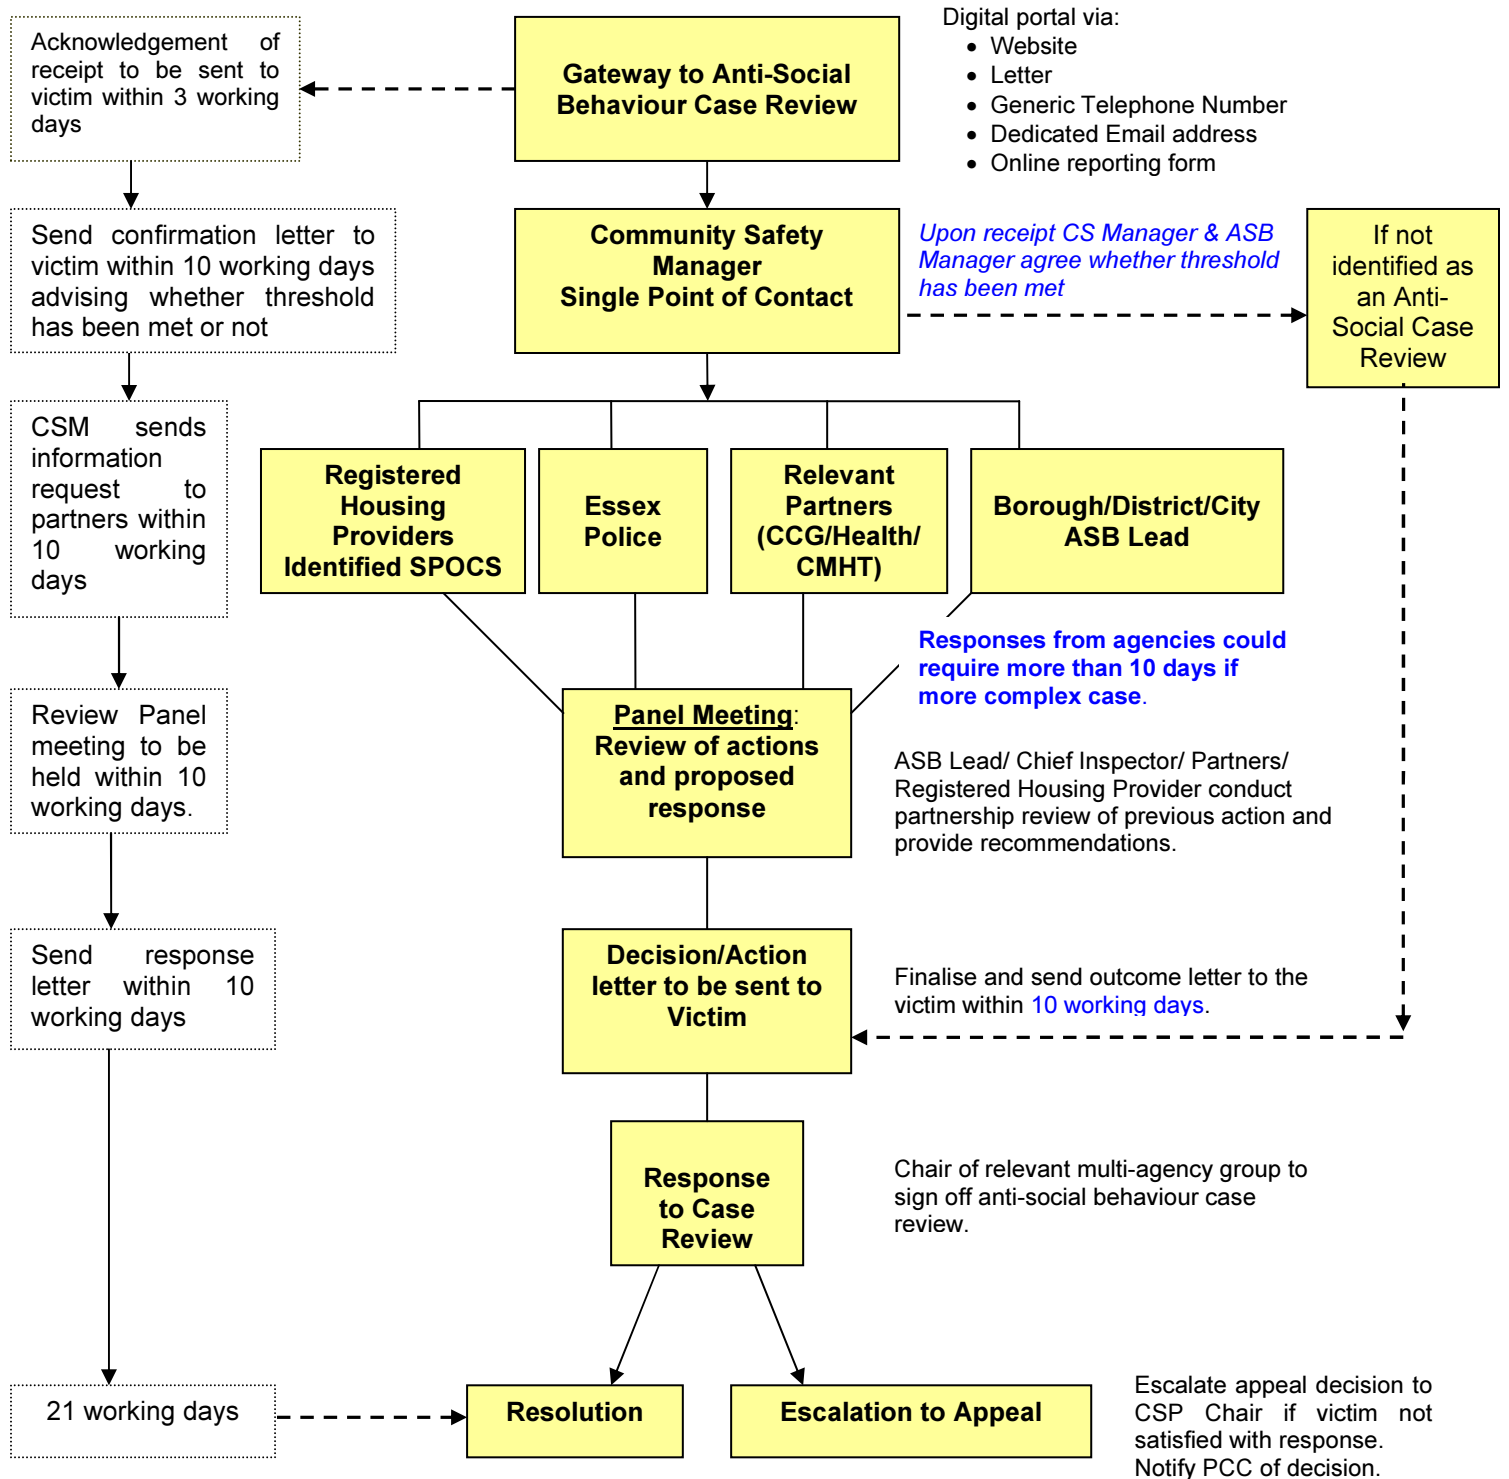 Acknowledgement of
receipt to be sent to
victim within 3 working
days
Gateway to Anti-Social
Behaviour Case Review
Digital portal via:
• Website
• Letter
• Generic Telephone Number
• Dedicated Email address
• Online reporting form
Send confirmation letter to
victim within 10 working days
advising whether threshold
has been met or not
Community Safety
Manager
Single Point of Contact
Upon receipt CS Manager & ASB
Manager agree whether threshold
has been met
If not
identified as
an Anti-
Social Case
Review
CSM sends
information
request to
partners within
10 working
days
Registered
Housing
Providers
Identified SPOCS
Essex
Police
Relevant
Partners
(CCG/Health/
CMHT)
Borough/District/City
ASB Lead
Responses from agencies could
require more than 10 days if
more complex case.
Review Panel
meeting to be
held within 10
working days.
Panel Meeting:
Review of actions
and proposed
response
ASB Lead/ Chief Inspector/ Partners/
Registered Housing Provider conduct
partnership review of previous action and
provide recommendations.
Send response
letter within 10
working days
Decision/Action
letter to be sent to
Victim
Finalise and send outcome letter to the
victim within 10 working days.
Response
to Case
Review
Chair of relevant multi-agency group to
sign off anti-social behaviour case
review.
21 working days
Resolution
Escalation to Appeal
Escalate appeal decision to
CSP Chair if victim not
satisfied with response.
Notify PCC of decision.